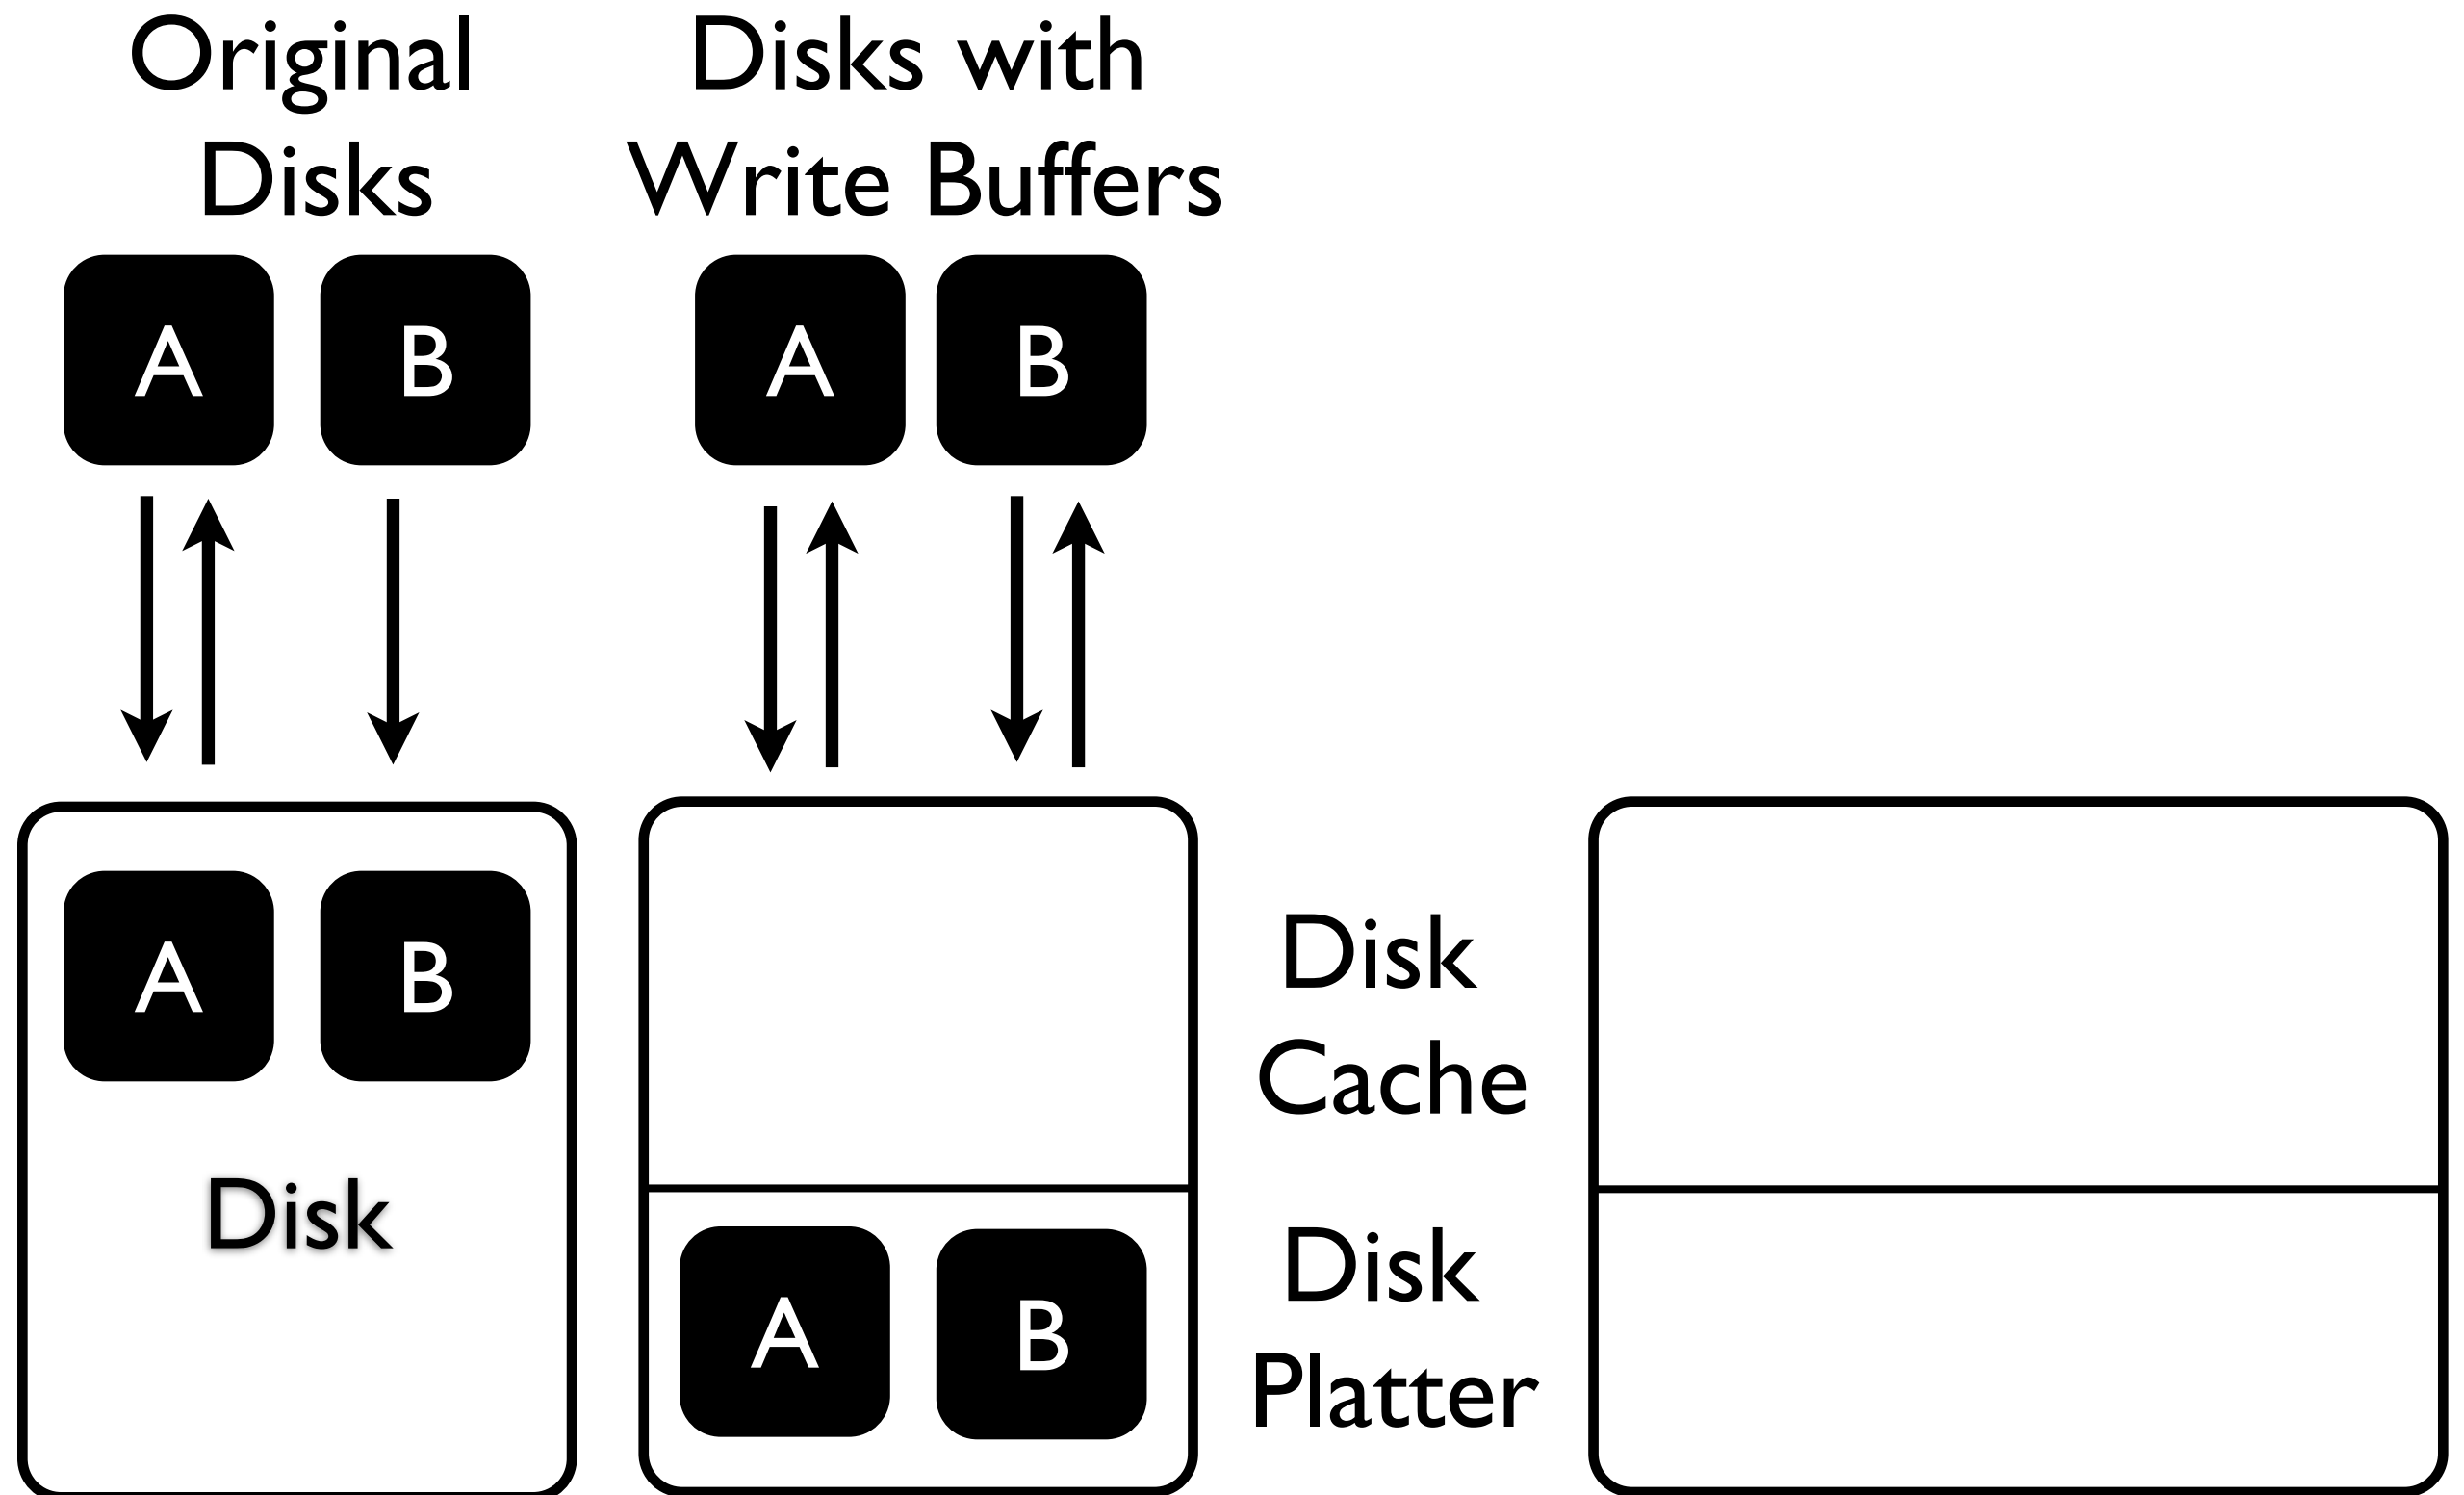 Original
Disks
Disks with
Write Buffers
A B
A B
A B
Disk
Disk
Cache
A B
Disk
Platter